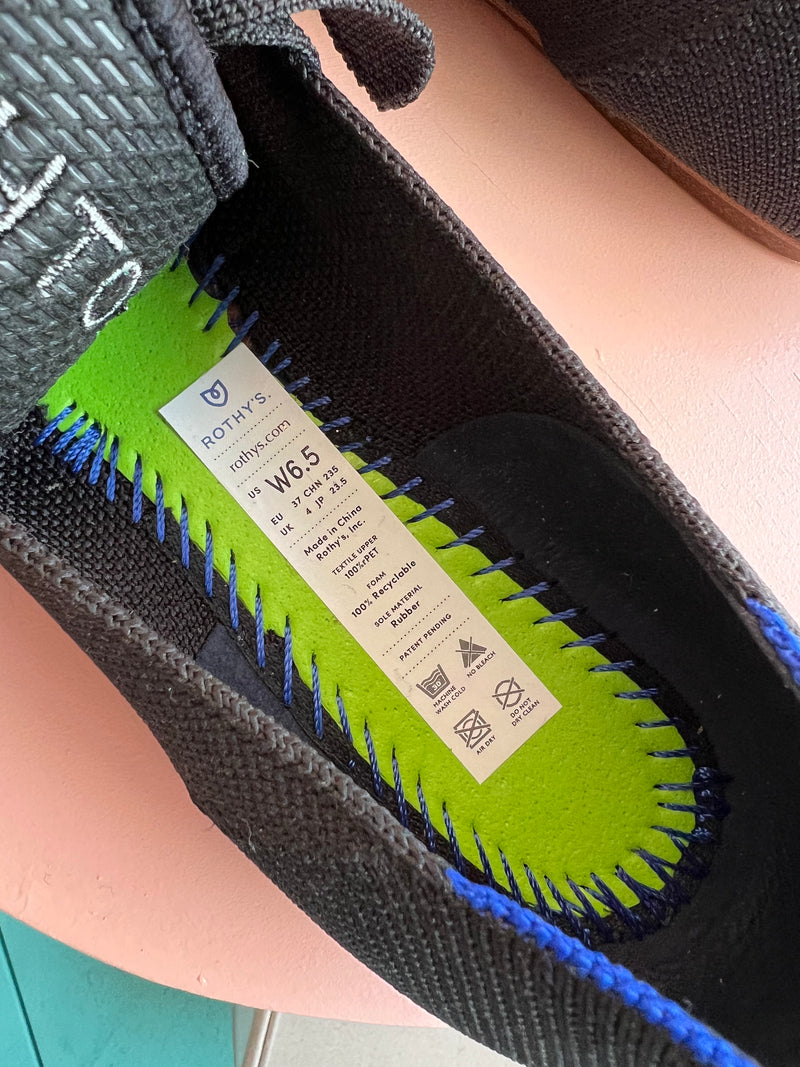 ROTHY'S.
rothys.com
US W6.5
EU 37 CHN 235
UK 4 JP 23.5
Made in China
Rothy's, Inc.
TEXTILE UPPER
100%rPET
FOAM
100% Recyclable
SOLE MATERIAL
Rubber
PATENT PENDING
30
MACHINE
WASH COLD
NO BLEACH
AIR DRY
DO NOT
DRY CLEAN